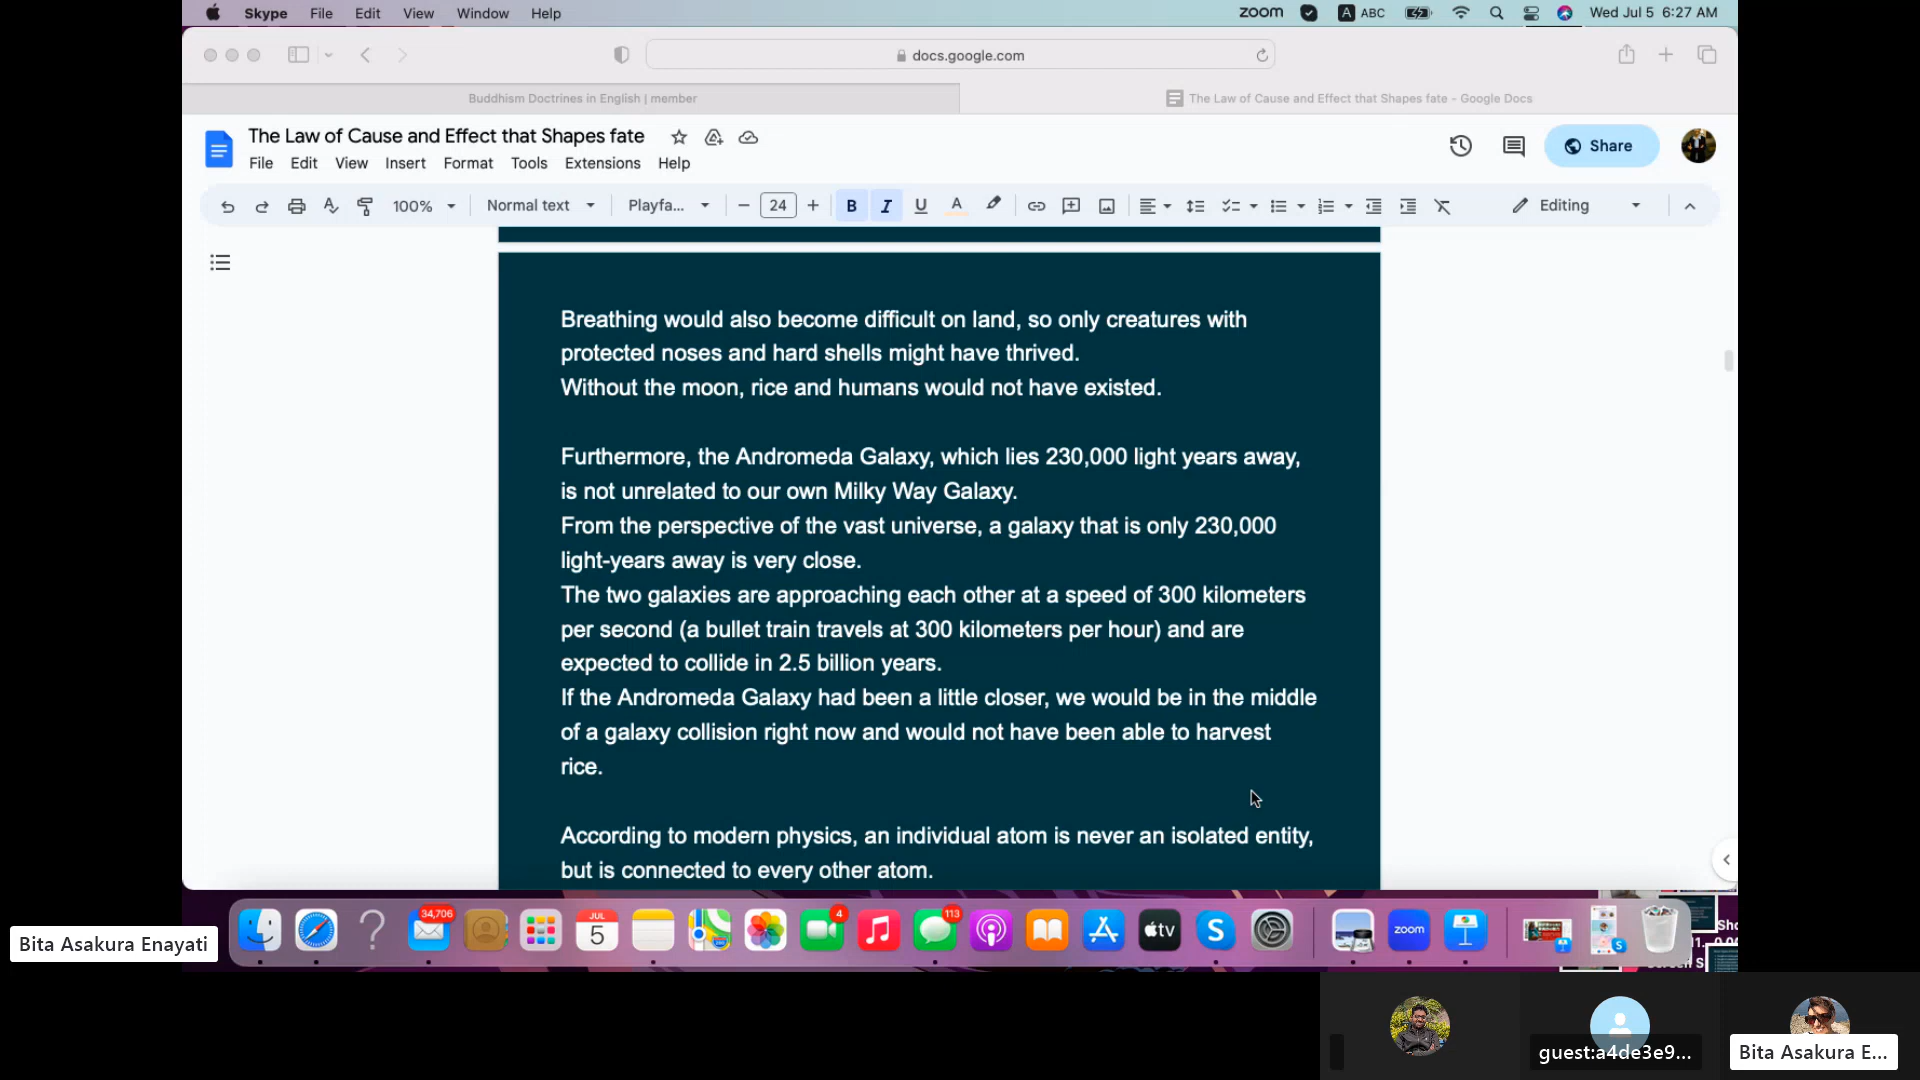 Skype File Edit View Window Help zoom A ABC Wed Jul 5 6:27 AM
docs.google.com
Buddhism Doctrines in English | member
The Law of Cause and Effect that Shapes fate - Google Docs
The Law of Cause and Effect that Shapes fate
Share
File Edit View Insert Format Tools Extensions Help
100% Normal text Playfa... 24 B I U A Editing
Breathing would also become difficult on land, so only creatures with
protected noses and hard shells might have thrived.
Without the moon, rice and humans would not have existed.
Furthermore, the Andromeda Galaxy, which lies 230,000 light years away,
is not unrelated to our own Milky Way Galaxy.
From the perspective of the vast universe, a galaxy that is only 230,000
light-years away is very close.
The two galaxies are approaching each other at a speed of 300 kilometers
per second (a bullet train travels at 300 kilometers per hour) and are
expected to collide in 2.5 billion years.
If the Andromeda Galaxy had been a little closer, we would be in the middle
of a galaxy collision right now and would not have been able to harvest
rice.
According to modern physics, an individual atom is never an isolated entity,
but is connected to every other atom.
34,706
JUL
5
4
113
tv
zoom
Bita Asakura Enayati
guest:a4de3e9...
Bita Asakura E...